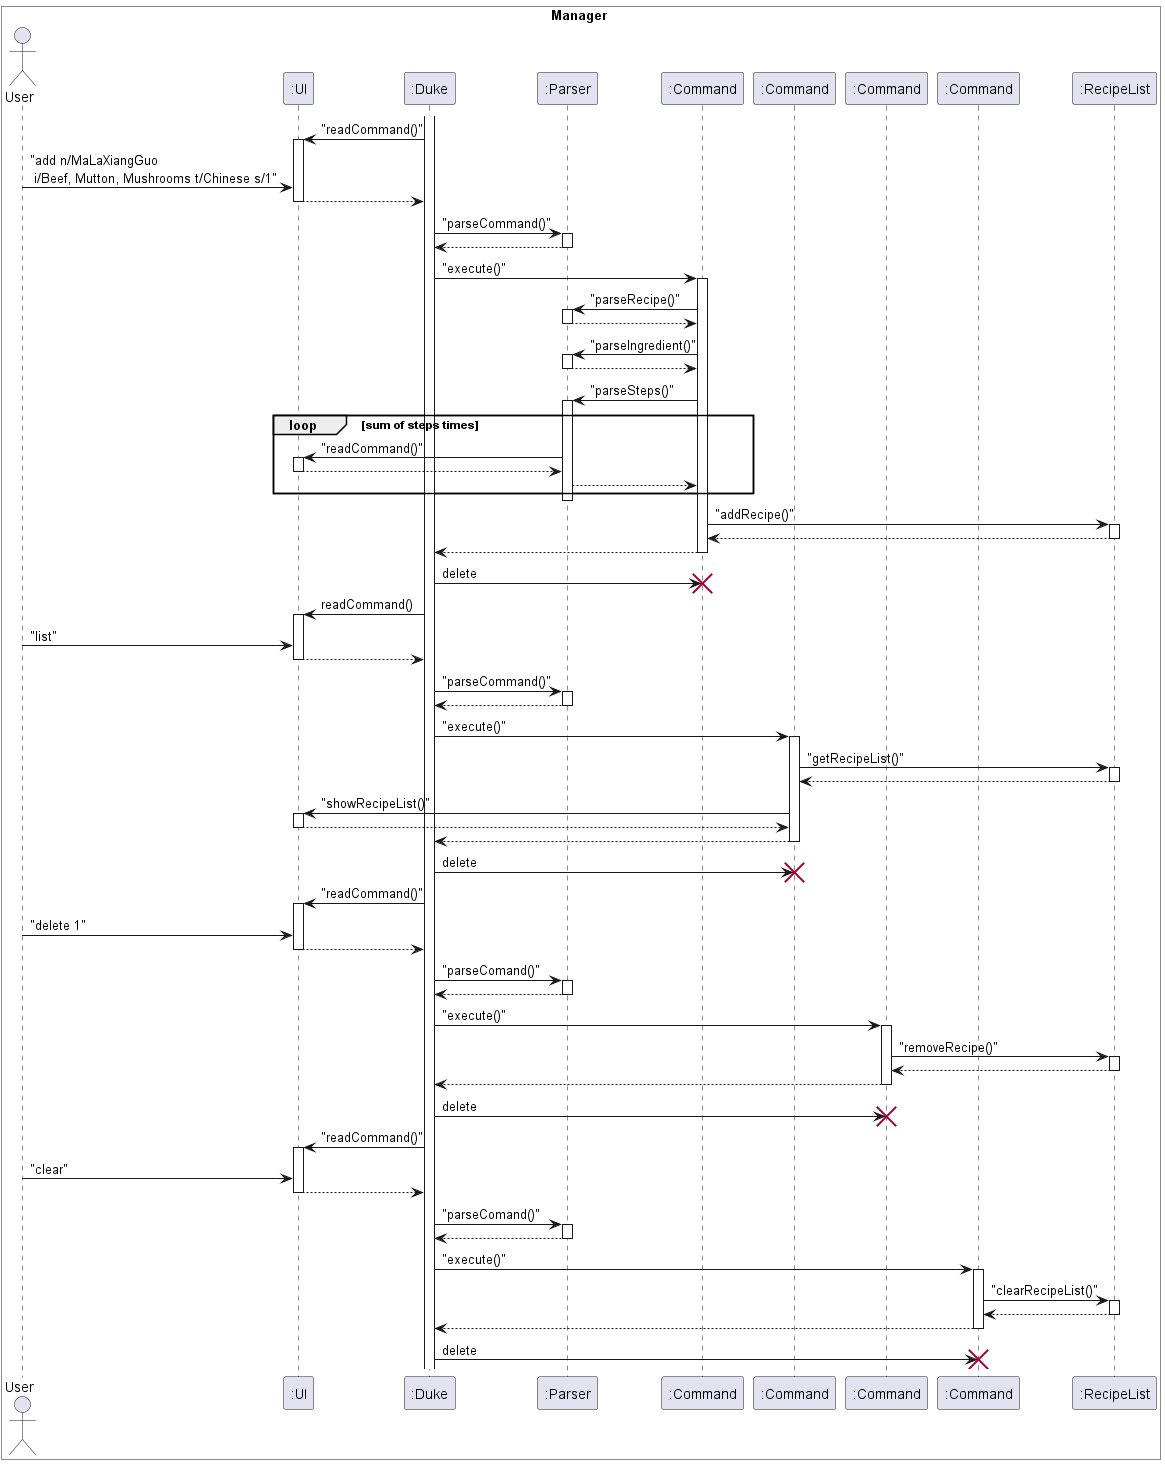 Manager
User
:UI
:Duke
:Parser
:Command
:Command
:Command
:Command
:RecipeList
"readCommand()"
"add n/MaLaXiangGuo
i/Beef, Mutton, Mushrooms t/Chinese s/1"
"parseCommand()"
"execute()"
"parseRecipe()"
"parseIngredient()"
"parseSteps()"
loop
[sum of steps times]
"readCommand()"
"addRecipe()"
delete
readCommand()
"list"
"parseCommand()"
"execute()"
"getRecipeList()"
"showRecipeList()"
delete
"readCommand()"
"delete 1"
"parseComand()"
"execute()"
"removeRecipe()"
delete
"readCommand()"
"clear"
"parseComand()"
"execute()"
"clearRecipeList()"
delete
User
:UI
:Duke
:Parser
:Command
:Command
:Command
:Command
:RecipeList